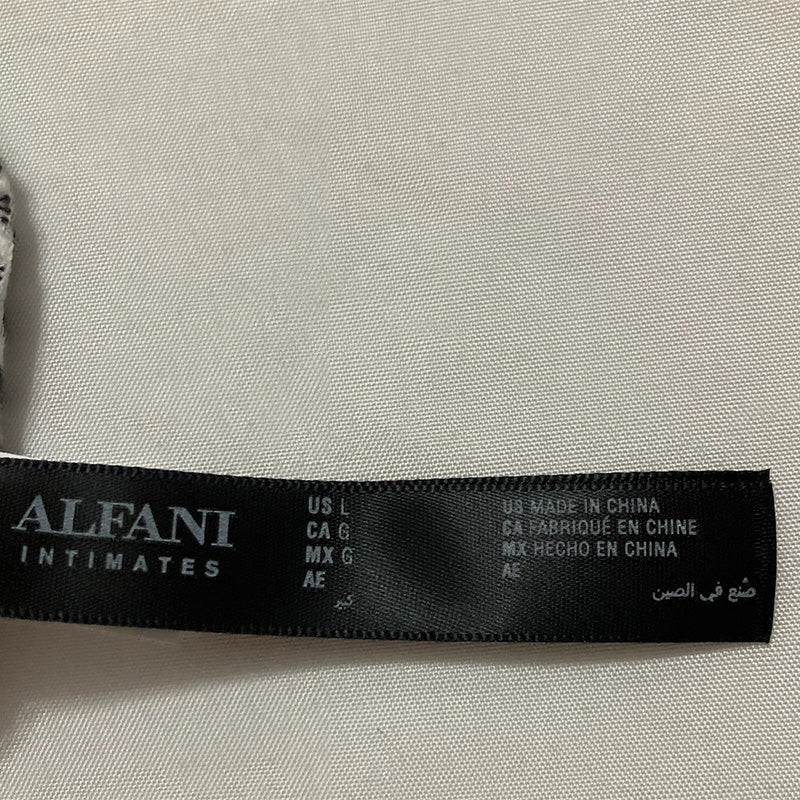 ALFANI
INTIMATES
US L
CA G
MX G
AE
كبير
US MADE IN CHINA
CA FABRIQUÉ EN CHINE
MX HECHO EN CHINA
AE
صُنع في الصين